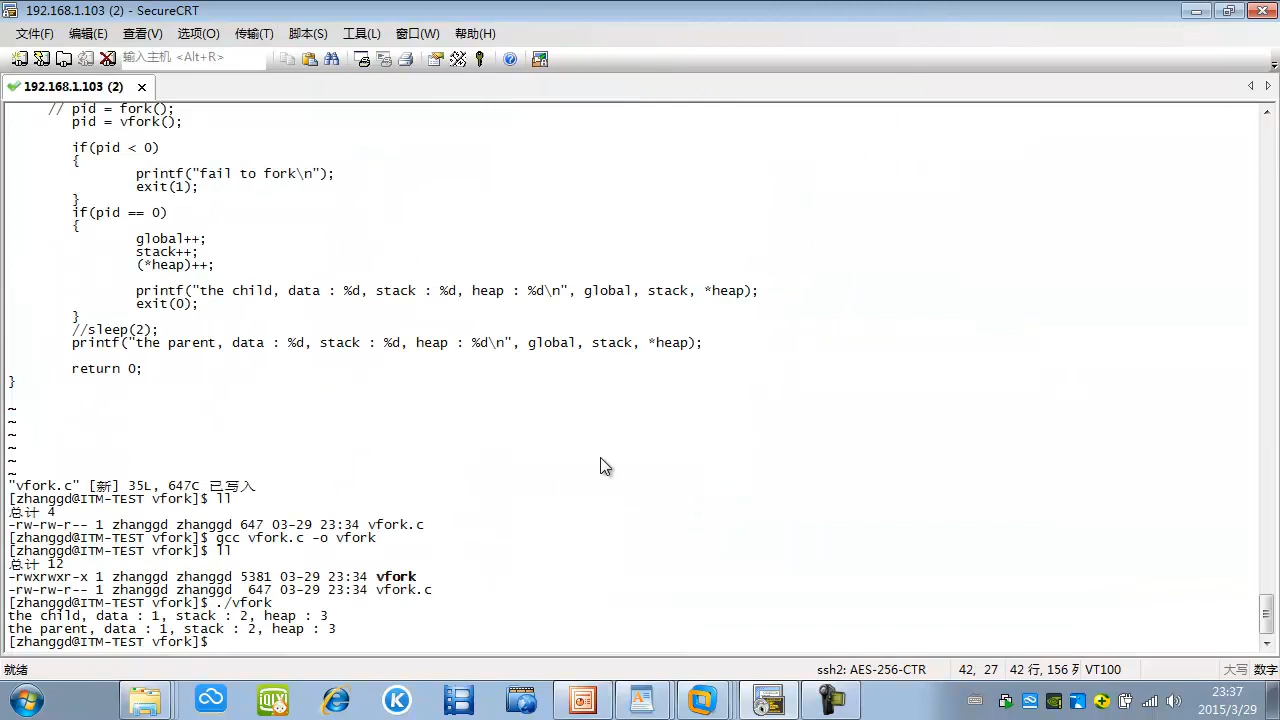 192.168.1.103 (2) - SecureCRT
文件(F) 编辑(E) 查看(V) 选项(O) 传输(T) 脚本(S) 工具(L) 窗口(W) 帮助(H)
输入主机 <Alt+R>
192.168.1.103 (2)
// pid = fork();
pid = vfork();
if(pid < 0)
{
printf("fail to fork\n");
exit(1);
}
if(pid == 0)
{
global++;
stack++;
(*heap)++;
printf("the child, data : %d, stack : %d, heap : %d\n", global, stack, *heap);
exit(0);
}
//sleep(2);
printf("the parent, data : %d, stack : %d, heap : %d\n", global, stack, *heap);
return 0;
}
~
~
~
~
~
~
"vfork.c" [新] 35L, 647C 已写入
[zhanggd@ITM-TEST vfork]$ ll
总计 4
-rw-rw-r-- 1 zhanggd zhanggd 647 03-29 23:34 vfork.c
[zhanggd@ITM-TEST vfork]$ gcc vfork.c -o vfork
[zhanggd@ITM-TEST vfork]$ ll
总计 12
-rwxrwxr-x 1 zhanggd zhanggd 5381 03-29 23:34 vfork
-rw-rw-r-- 1 zhanggd zhanggd  647 03-29 23:34 vfork.c
[zhanggd@ITM-TEST vfork]$ ./vfork
the child, data : 1, stack : 2, heap : 3
the parent, data : 1, stack : 2, heap : 3
[zhanggd@ITM-TEST vfork]$
就绪 ssh2: AES-256-CTR 42, 27 42 行, 156 列 VT100 大写 数字
23:37
2015/3/29